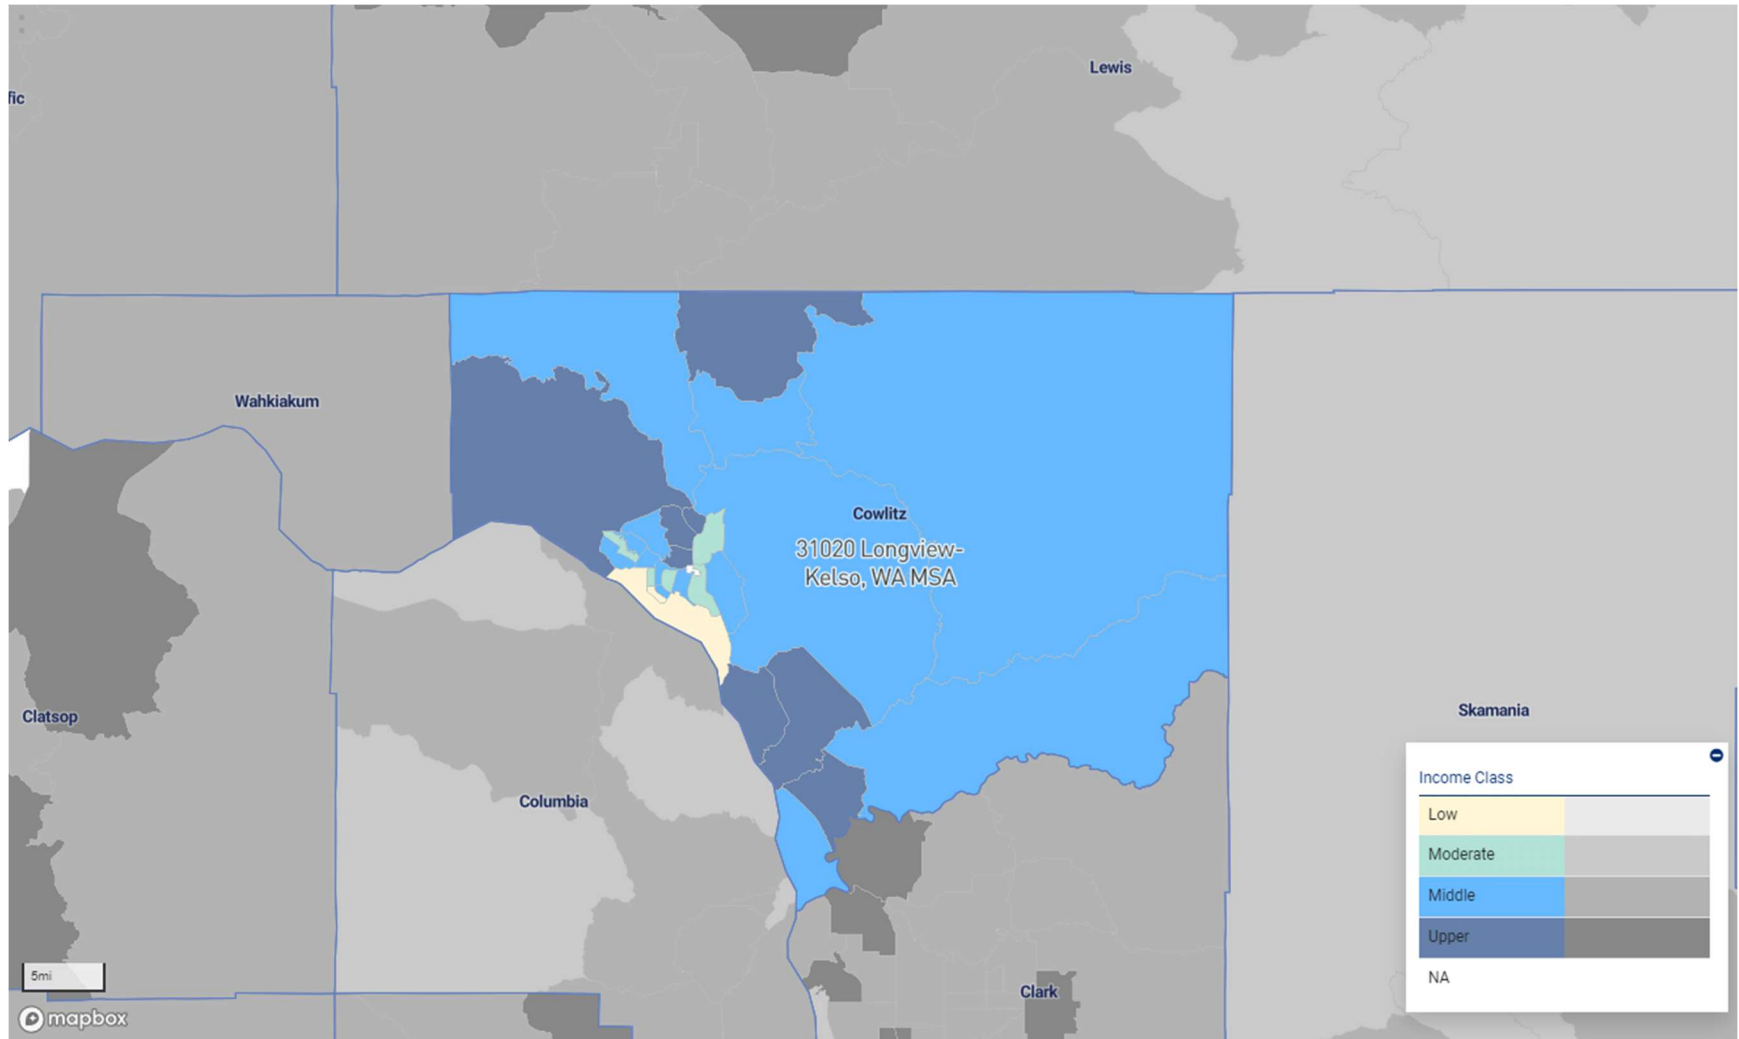 Lewis
fic
Wahkiakum
Cowlitz
31020 Longview-
Kelso, WA MSA
Clatsop
Skamania
Columbia
Clark
Income Class
Low
Moderate
Middle
Upper
NA
5mi
mapbox